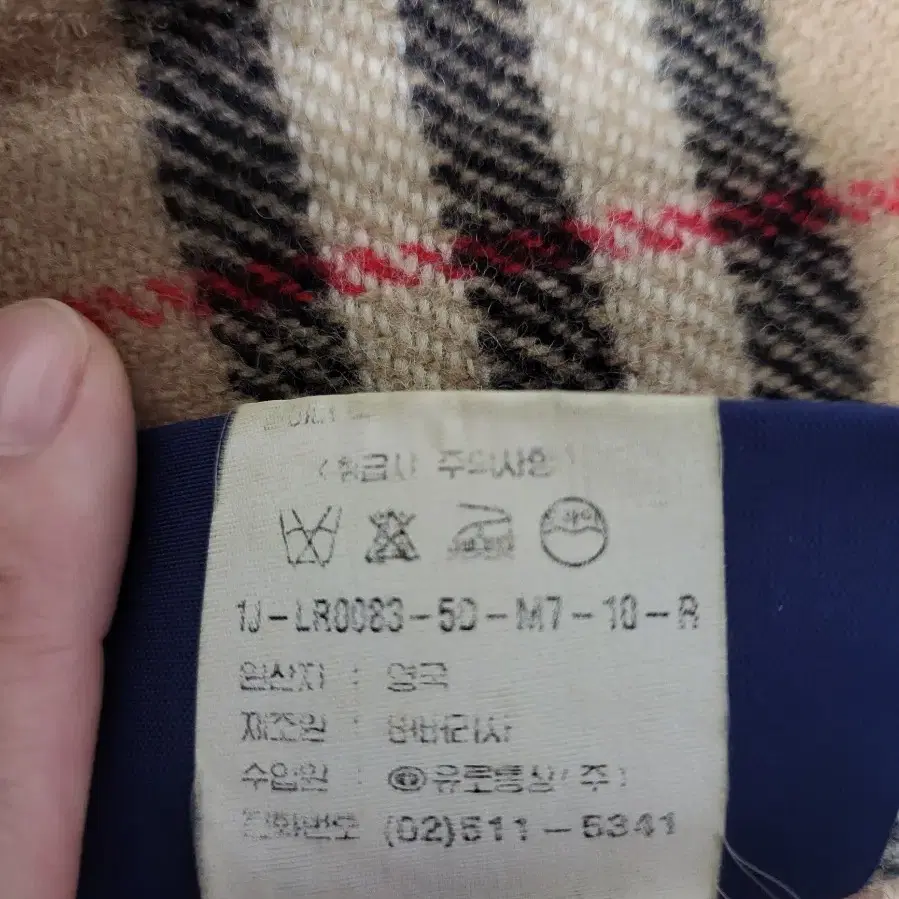 〈취급시 주의사항〉
1J-LR0083-50-M7-10-R
원산지 : 영국
제조원 : 버버리사
수입원 : 유로통상(주)
전화번호 (02)511-5341